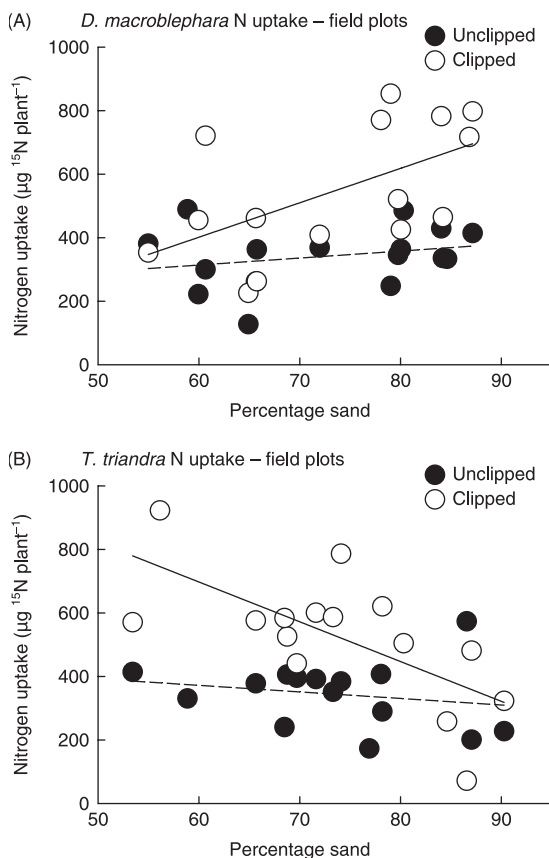 (A) D. macroblephara N uptake – field plots
Unclipped
Clipped
1000
800
600
400
200
0
Nitrogen uptake (µg ¹⁵N plant⁻¹)
50 60 70 80 90
Percentage sand
(B) T. triandra N uptake – field plots
Unclipped
Clipped
1000
800
600
400
200
0
Nitrogen uptake (µg ¹⁵N plant⁻¹)
50 60 70 80 90
Percentage sand